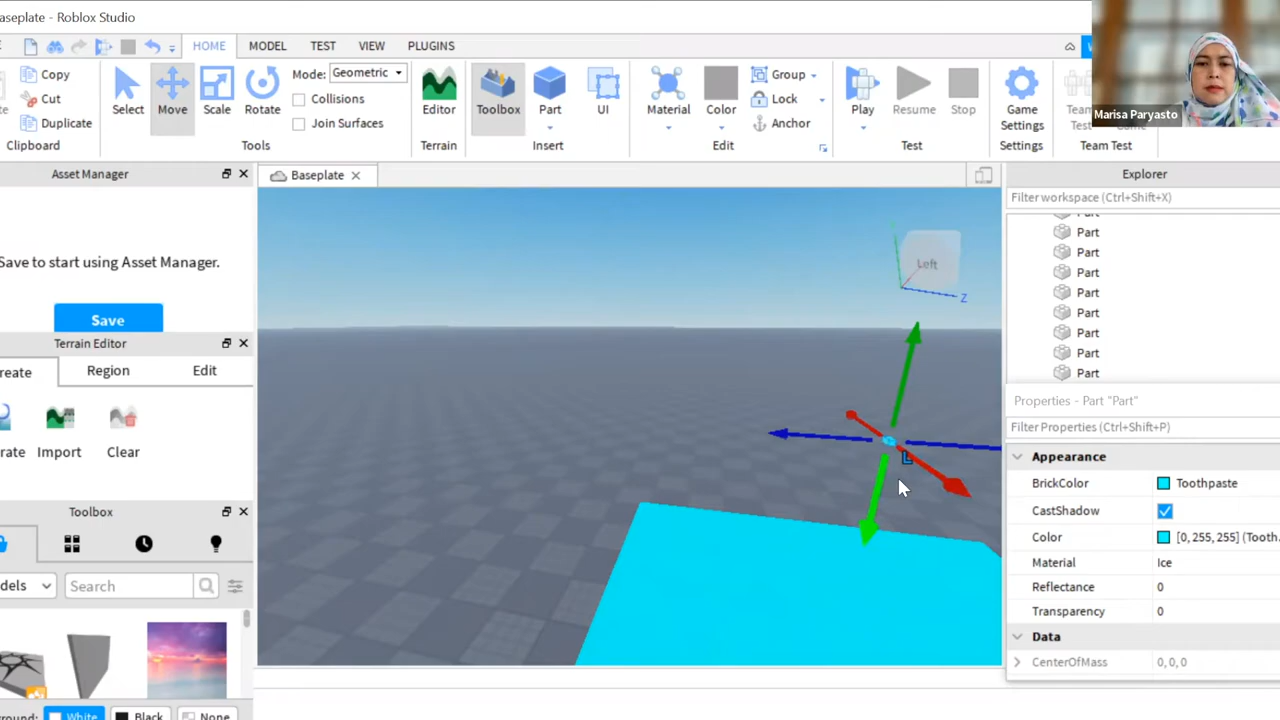 aseplate - Roblox Studio
HOME MODEL TEST VIEW PLUGINS
Copy
Cut
Duplicate
Clipboard
Select Move Scale Rotate
Mode: Geometric
Collisions
Join Surfaces
Tools
Editor
Terrain
Toolbox Part UI
Insert
Material Color
Group
Lock
Anchor
Edit
Play Resume Stop
Test
Game
Settings
Settings
Team Test
Marisa Paryasto
Asset Manager
Save to start using Asset Manager.
Save
Terrain Editor
reate Region Edit
rate Import Clear
Toolbox
dels Search
White Black None
Baseplate
Left
Z
L
Explorer
Filter workspace (Ctrl+Shift+X)
Part
Part
Part
Part
Part
Part
Part
Part
Part
Properties - Part "Part"
Filter Properties (Ctrl+Shift+P)
Appearance
BrickColor Toothpaste
CastShadow
Color [0, 255, 255] (Tooth...
Material Ice
Reflectance 0
Transparency 0
Data
CenterOfMass 0, 0, 0